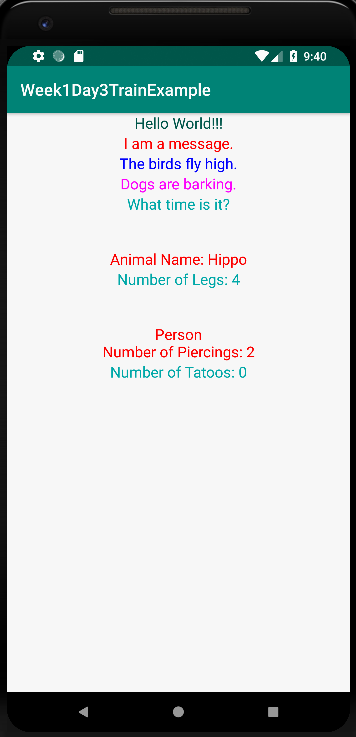 9:40
Week1Day3TrainExample
Hello World!!!
I am a message.
The birds fly high.
Dogs are barking.
What time is it?
Animal Name: Hippo
Number of Legs: 4
Person
Number of Piercings: 2
Number of Tatoos: 0